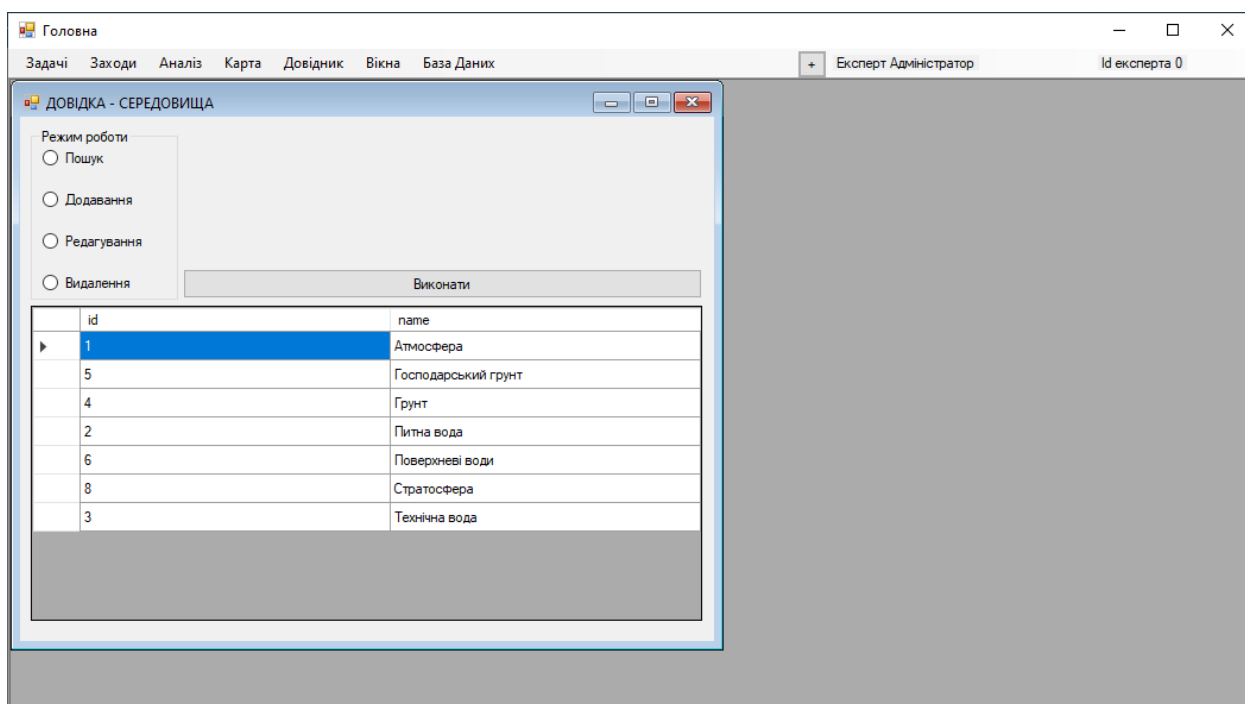 Головна
Задачі Заходи Аналіз Карта Довідник Вікна База Даних + Експерт Адміністратор Id експерта 0
ДОВІДКА - СЕРЕДОВИЩА
Режим роботи
Пошук
Додавання
Редагування
Видалення Виконати
id name
1 Атмосфера
5 Господарський грунт
4 Грунт
2 Питна вода
6 Поверхневі води
8 Стратосфера
3 Технічна вода